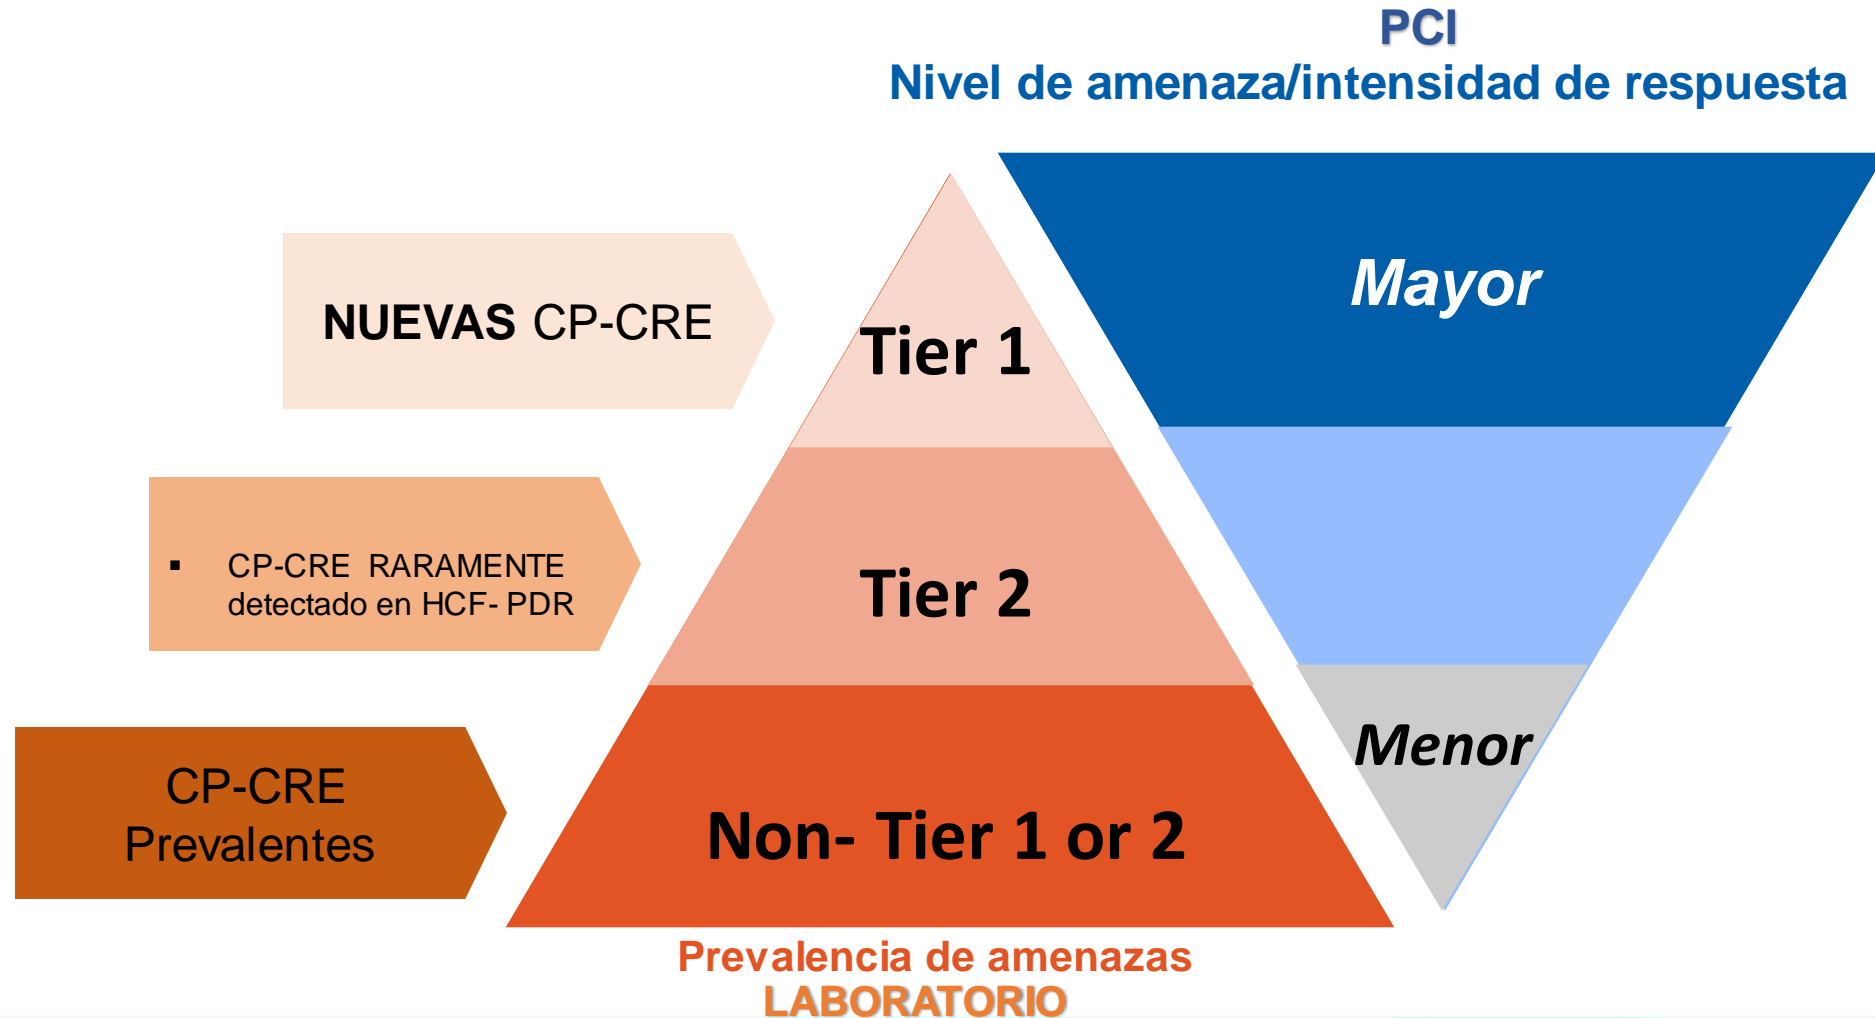 PCI
Nivel de amenaza/intensidad de respuesta
Mayor
NUEVAS CP-CRE
Tier 1
▪ CP-CRE RARAMENTE
detectado en HCF- PDR
Tier 2
Menor
CP-CRE
Prevalentes
Non- Tier 1 or 2
Prevalencia de amenazas
LABORATORIO